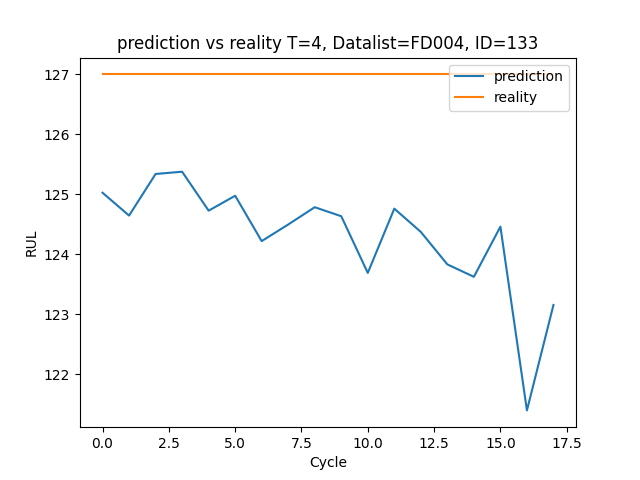 prediction vs reality T=4, Datalist=FD004, ID=133
127
126
125
124
123
122
RUL
prediction
reality
0.0 2.5 5.0 7.5 10.0 12.5 15.0 17.5
Cycle